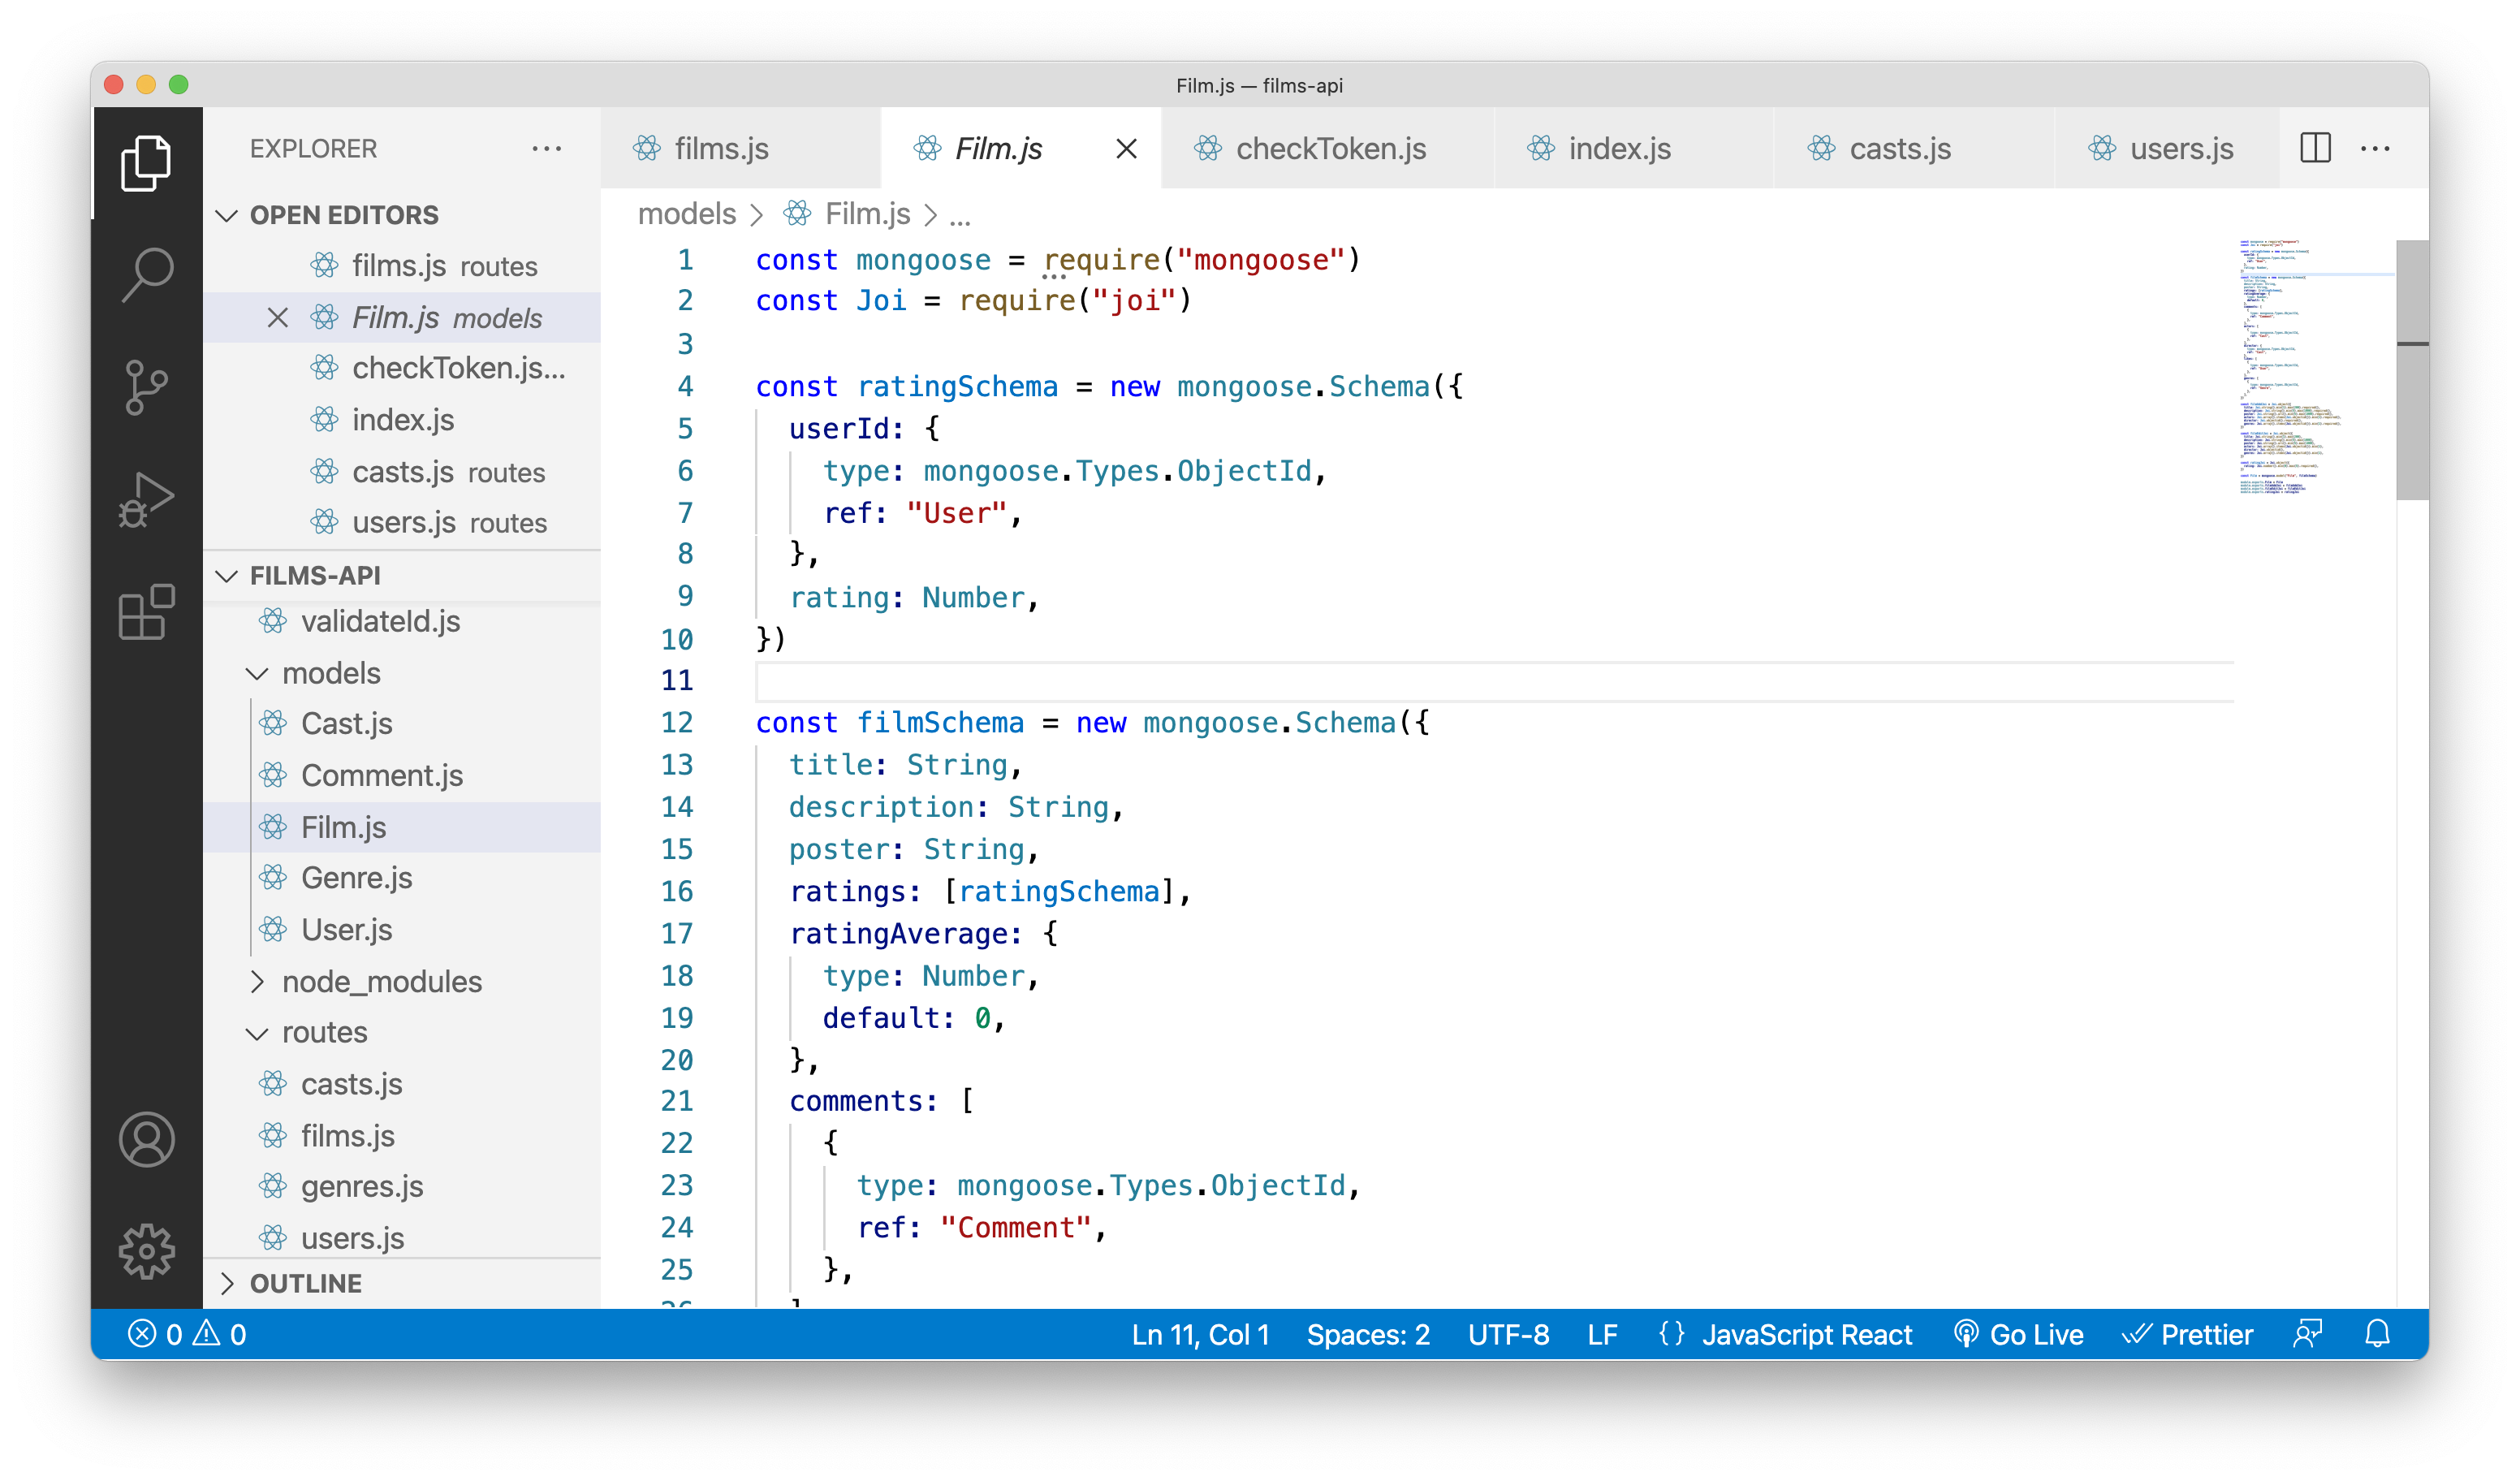 Film.js — films-api
EXPLORER
OPEN EDITORS
films.js routes
Film.js models
checkToken.js...
index.js
casts.js routes
users.js routes
FILMS-API
validateId.js
models
Cast.js
Comment.js
Film.js
Genre.js
User.js
node_modules
routes
casts.js
films.js
genres.js
users.js
OUTLINE
films.js Film.js checkToken.js index.js casts.js users.js
models > Film.js > ...
1 const mongoose = require("mongoose")
2 const Joi = require("joi")
3
4 const ratingSchema = new mongoose.Schema({
5 userId: {
6 type: mongoose.Types.ObjectId,
7 ref: "User",
8 },
9 rating: Number,
10 })
11
12 const filmSchema = new mongoose.Schema({
13 title: String,
14 description: String,
15 poster: String,
16 ratings: [ratingSchema],
17 ratingAverage: {
18 type: Number,
19 default: 0,
20 },
21 comments: [
22 {
23 type: mongoose.Types.ObjectId,
24 ref: "Comment",
25 },
0 0 Ln 11, Col 1 Spaces: 2 UTF-8 LF {} JavaScript React Go Live Prettier